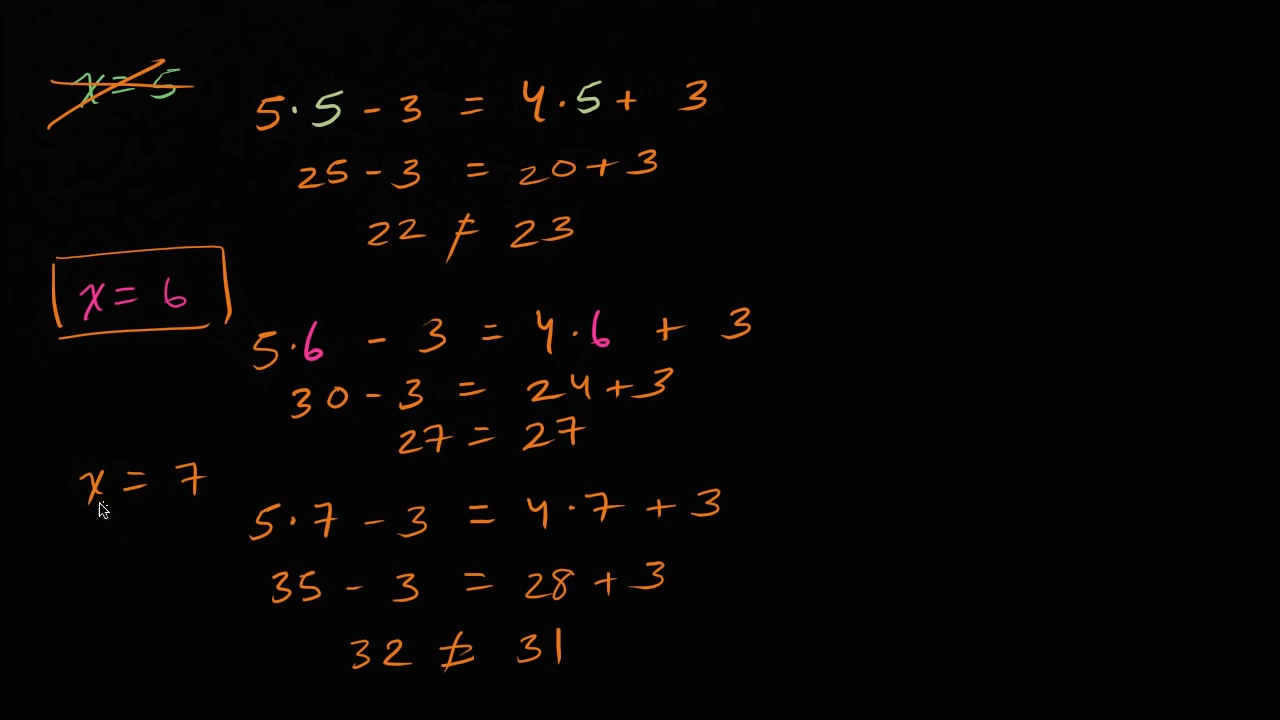 x = 5
5 · 5 - 3 = 4 · 5 + 3
25 - 3 = 20 + 3
22 ≠ 23
x = 6
5 · 6 - 3 = 4 · 6 + 3
30 - 3 = 24 + 3
27 = 27
x = 7
5 · 7 - 3 = 4 · 7 + 3
35 - 3 = 28 + 3
32 ≠ 31